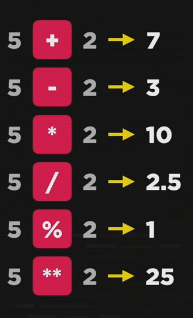 5 + 2 → 7
5 - 2 → 3
5 * 2 → 10
5 / 2 → 2.5
5 % 2 → 1
5 ** 2 → 25